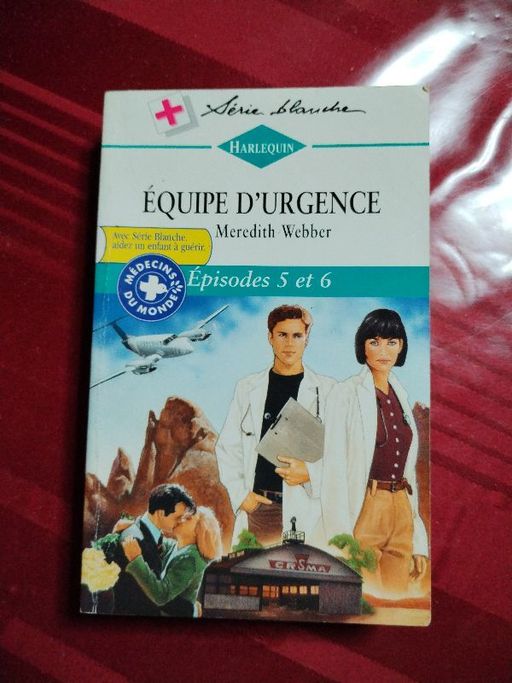 Série blanche
HARLEQUIN
ÉQUIPE D'URGENCE
Meredith Webber
Avec Série Blanche,
aidez un enfant à guérir.
MÉDECINS
DU MONDE
Épisodes 5 et 6
CRSMA